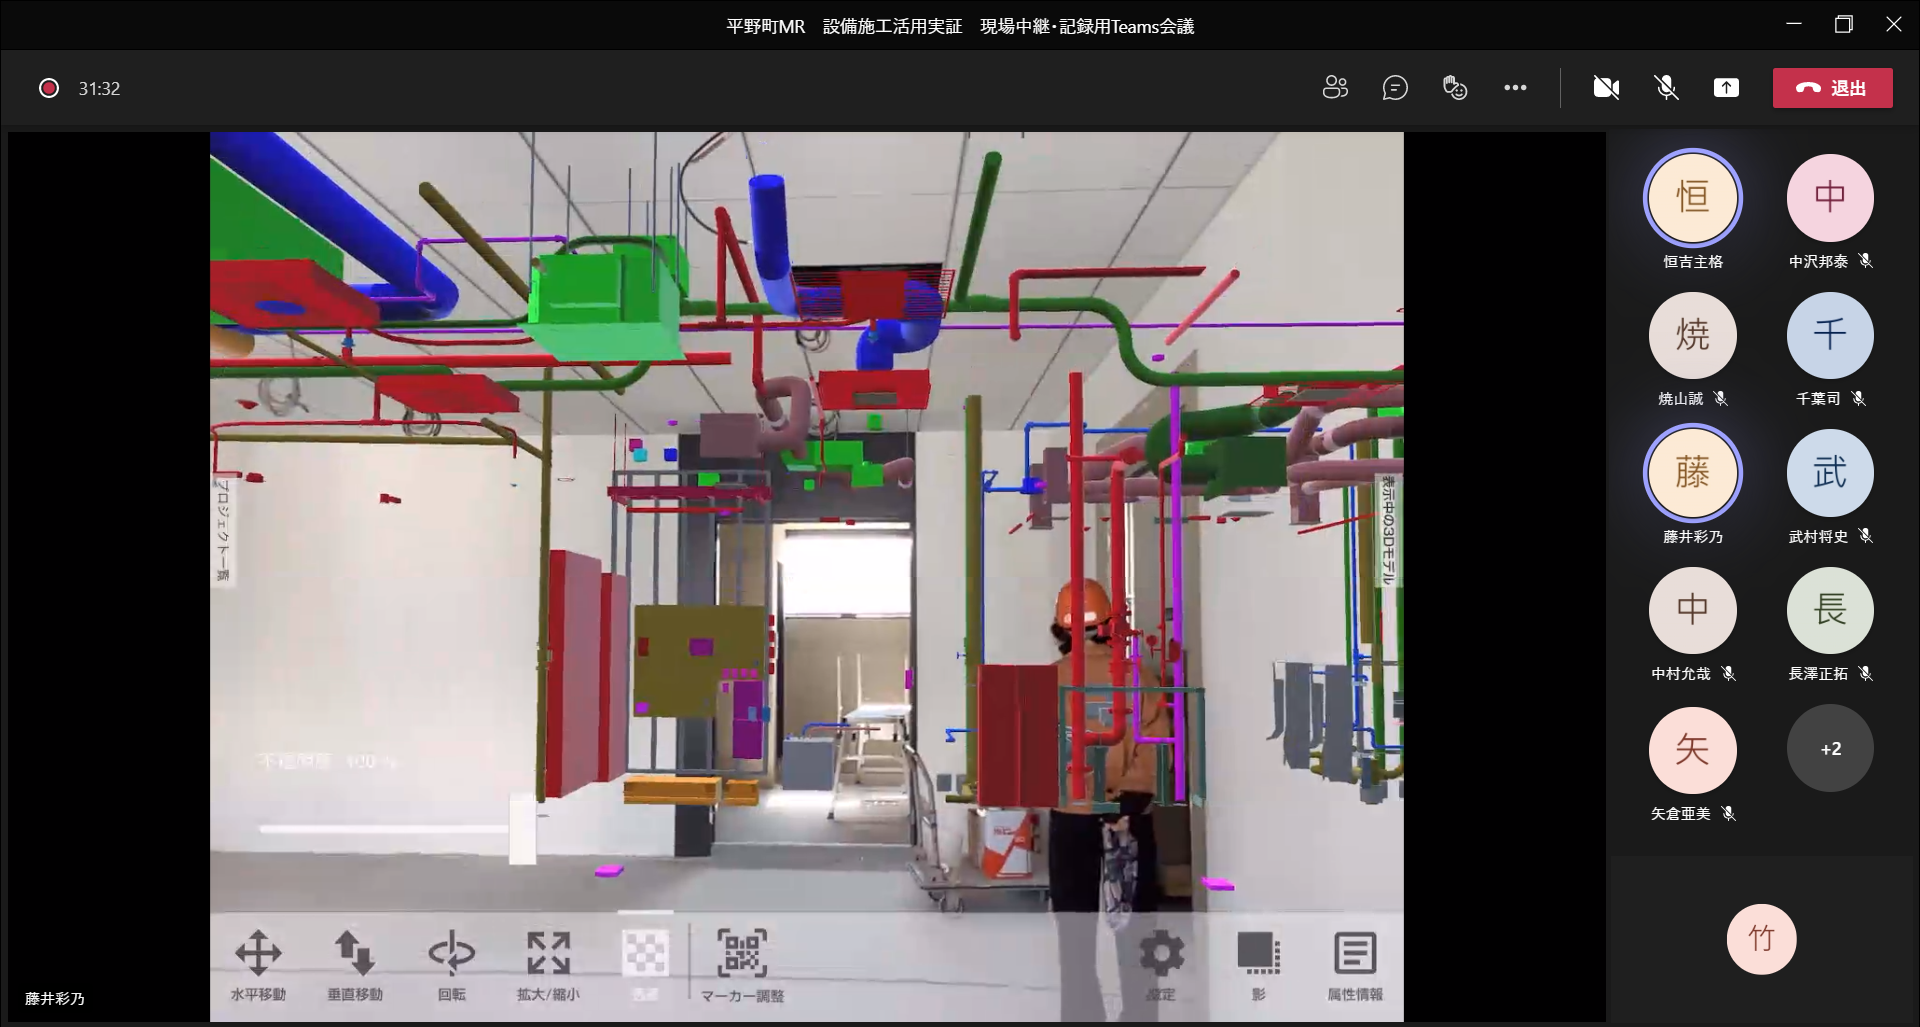 平野町MR　設備施工活用実証　現場中継･記録用Teams会議
31:32
退出
恒
恒吉主格
中
中沢邦泰
焼
焼山誠
千
千葉司
藤
藤井彩乃
武
武村将史
中
中村允哉
長
長澤正拓
矢
矢倉亜美
+2
竹
プロジェクト一覧
表示中の3Dモデル
不透明度 100 %
水平移動
垂直移動
回転
拡大/縮小
マーカー調整
設定
影
属性情報
藤井彩乃